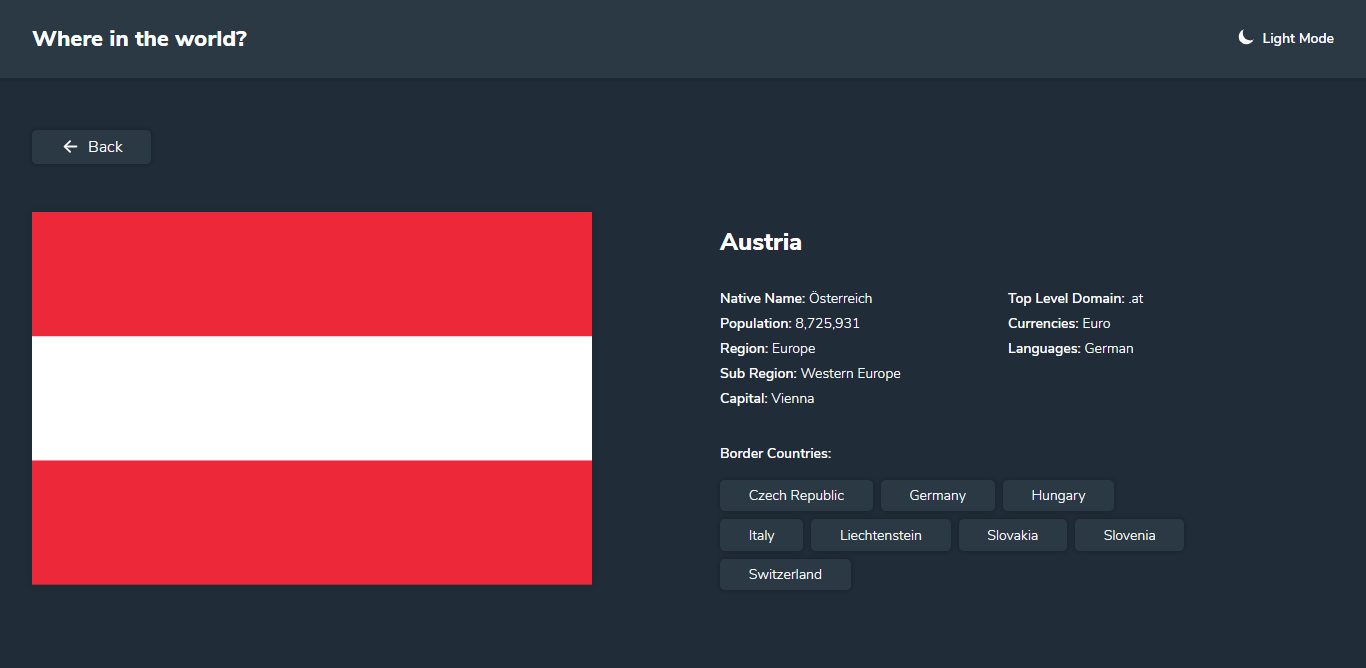 Where in the world?
Light Mode
Back
Austria
Native Name: Österreich
Population: 8,725,931
Region: Europe
Sub Region: Western Europe
Capital: Vienna
Top Level Domain: .at
Currencies: Euro
Languages: German
Border Countries:
Czech Republic Germany Hungary
Italy Liechtenstein Slovakia Slovenia
Switzerland